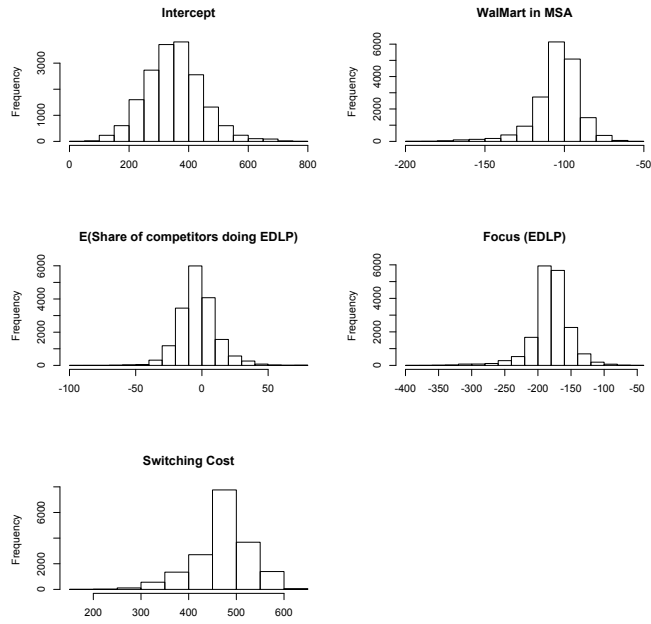 Intercept
Frequency
0
1000
3000
0 200 400 600 800
WalMart in MSA
Frequency
0
2000
4000
6000
-200 -150 -100 -50
E(Share of competitors doing EDLP)
Frequency
0
2000
4000
6000
-100 -50 0 50
Focus (EDLP)
Frequency
0
2000
4000
6000
-400 -350 -300 -250 -200 -150 -100 -50
Switching Cost
Frequency
0
2000
6000
200 300 400 500 600